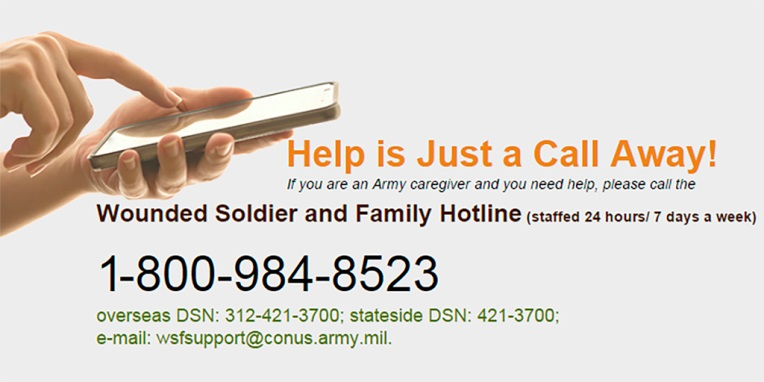 Help is Just a Call Away!
If you are an Army caregiver and you need help, please call the
Wounded Soldier and Family Hotline (staffed 24 hours/ 7 days a week)
1-800-984-8523
overseas DSN: 312-421-3700; stateside DSN: 421-3700;
e-mail: wsfsupport@conus.army.mil.